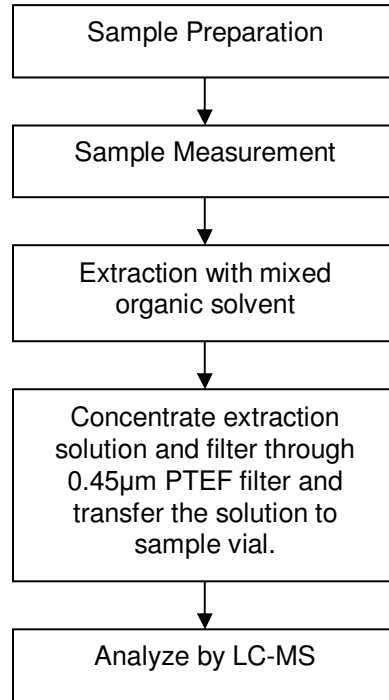 Sample Preparation
Sample Measurement
Extraction with mixed
organic solvent
Concentrate extraction
solution and filter through
0.45µm PTEF filter and
transfer the solution to
sample vial.
Analyze by LC-MS